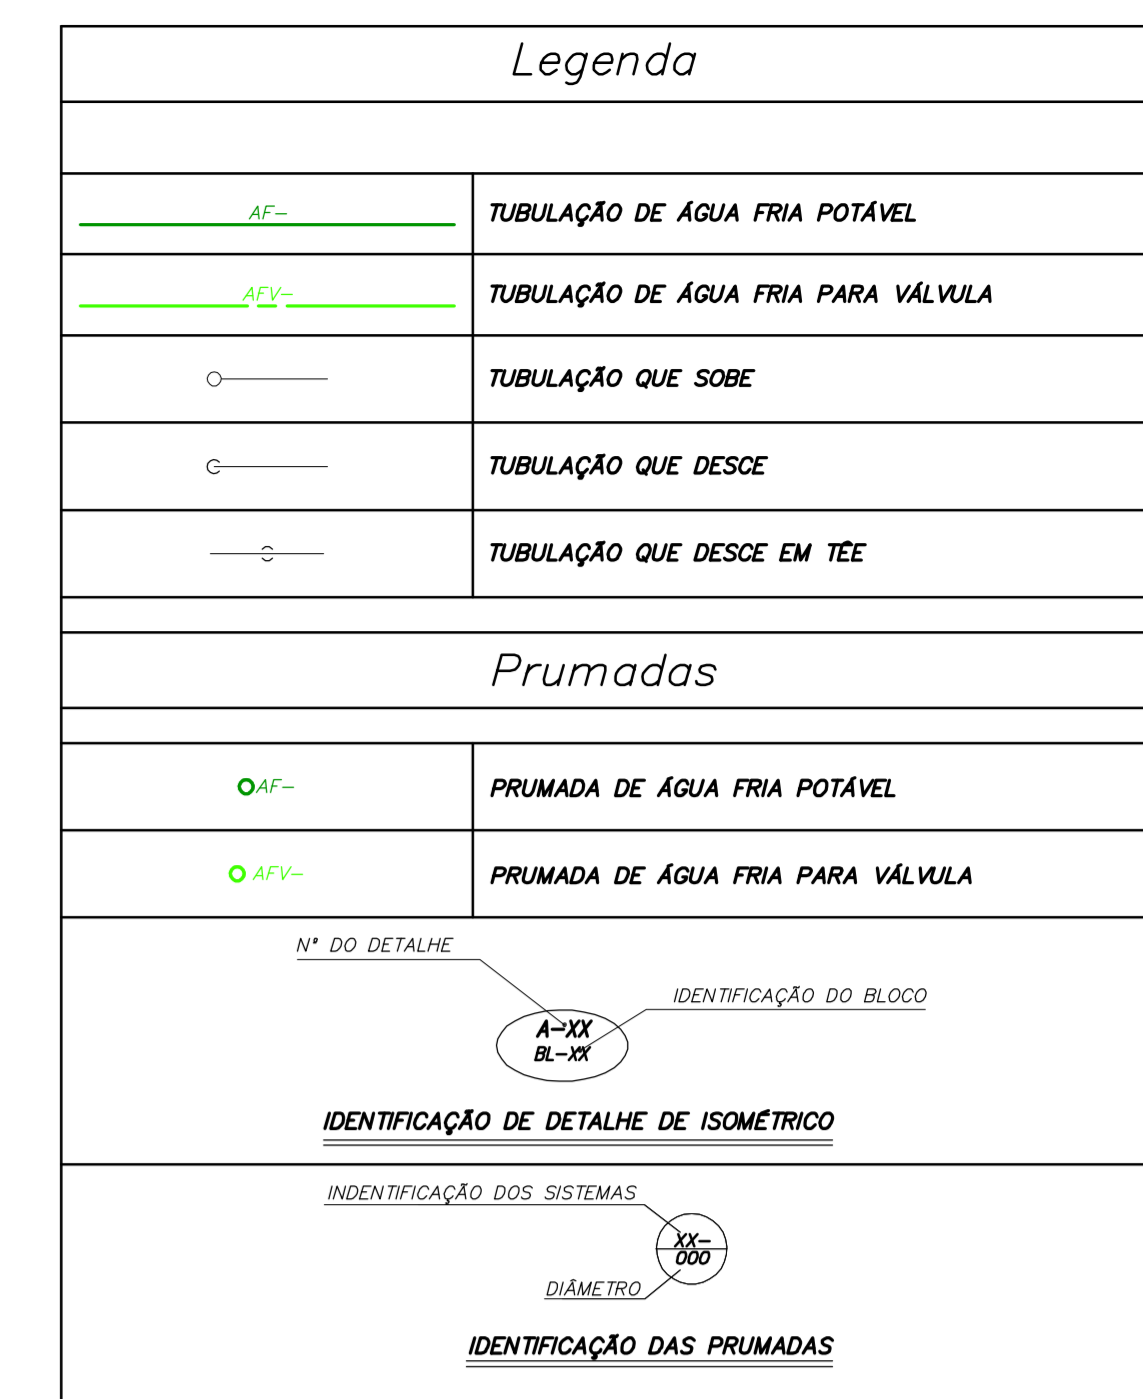 Legenda
AF-
TUBULAÇÃO DE ÁGUA FRIA POTÁVEL
AFV-
TUBULAÇÃO DE ÁGUA FRIA PARA VÁLVULA
TUBULAÇÃO QUE SOBE
TUBULAÇÃO QUE DESCE
TUBULAÇÃO QUE DESCE EM TÊE
Prumadas
AF-
PRUMADA DE ÁGUA FRIA POTÁVEL
AFV-
PRUMADA DE ÁGUA FRIA PARA VÁLVULA
Nº DO DETALHE
IDENTIFICAÇÃO DO BLOCO
A-XX
BL-XX
IDENTIFICAÇÃO DE DETALHE DE ISOMÉTRICO
INDENTIFICAÇÃO DOS SISTEMAS
XX-
000
DIÂMETRO
IDENTIFICAÇÃO DAS PRUMADAS